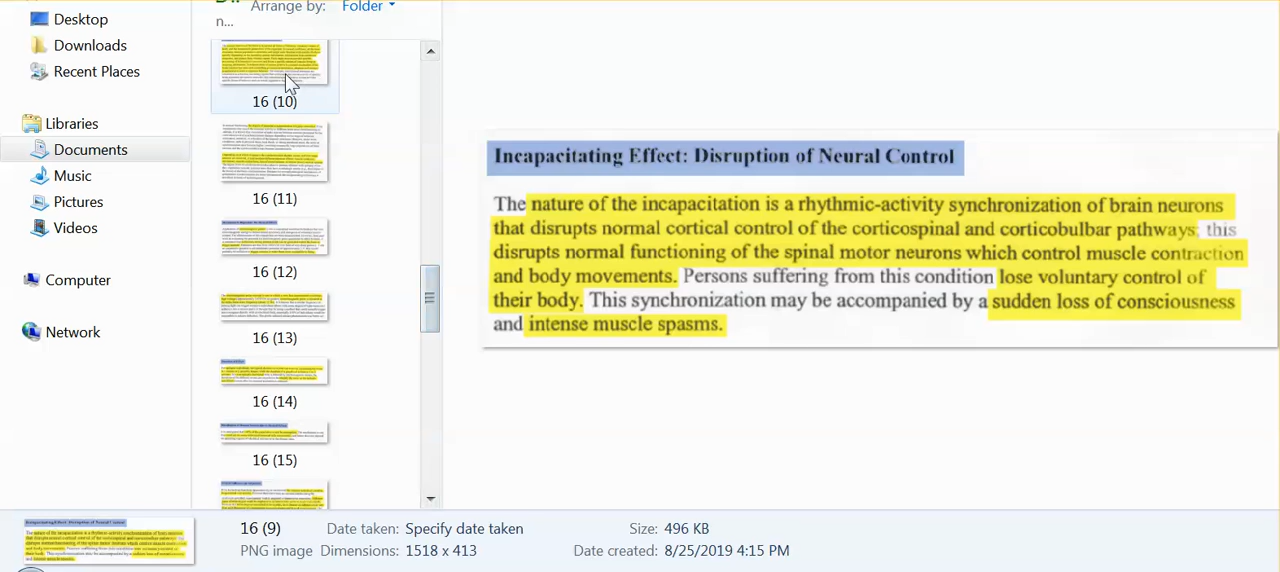 Desktop
Downloads
Recent Places
Libraries
Documents
Music
Pictures
Videos
Computer
Network
n...
Arrange by: Folder
16 (10)
16 (11)
16 (12)
16 (13)
16 (14)
16 (15)
Incapacitating Effect: Disruption of Neural Control
The nature of the incapacitation is a rhythmic-activity synchronization of brain neurons
that disrupts normal cortical control of the corticospinal and corticobulbar pathways; this
disrupts normal functioning of the spinal motor neurons which control muscle contraction
and body movements. Persons suffering from this condition lose voluntary control of
their body. This synchronization may be accompanied by a sudden loss of consciousness
and intense muscle spasms.
16 (9) Date taken: Specify date taken Size: 496 KB
PNG image Dimensions: 1518 x 413 Date created: 8/25/2019 4:15 PM